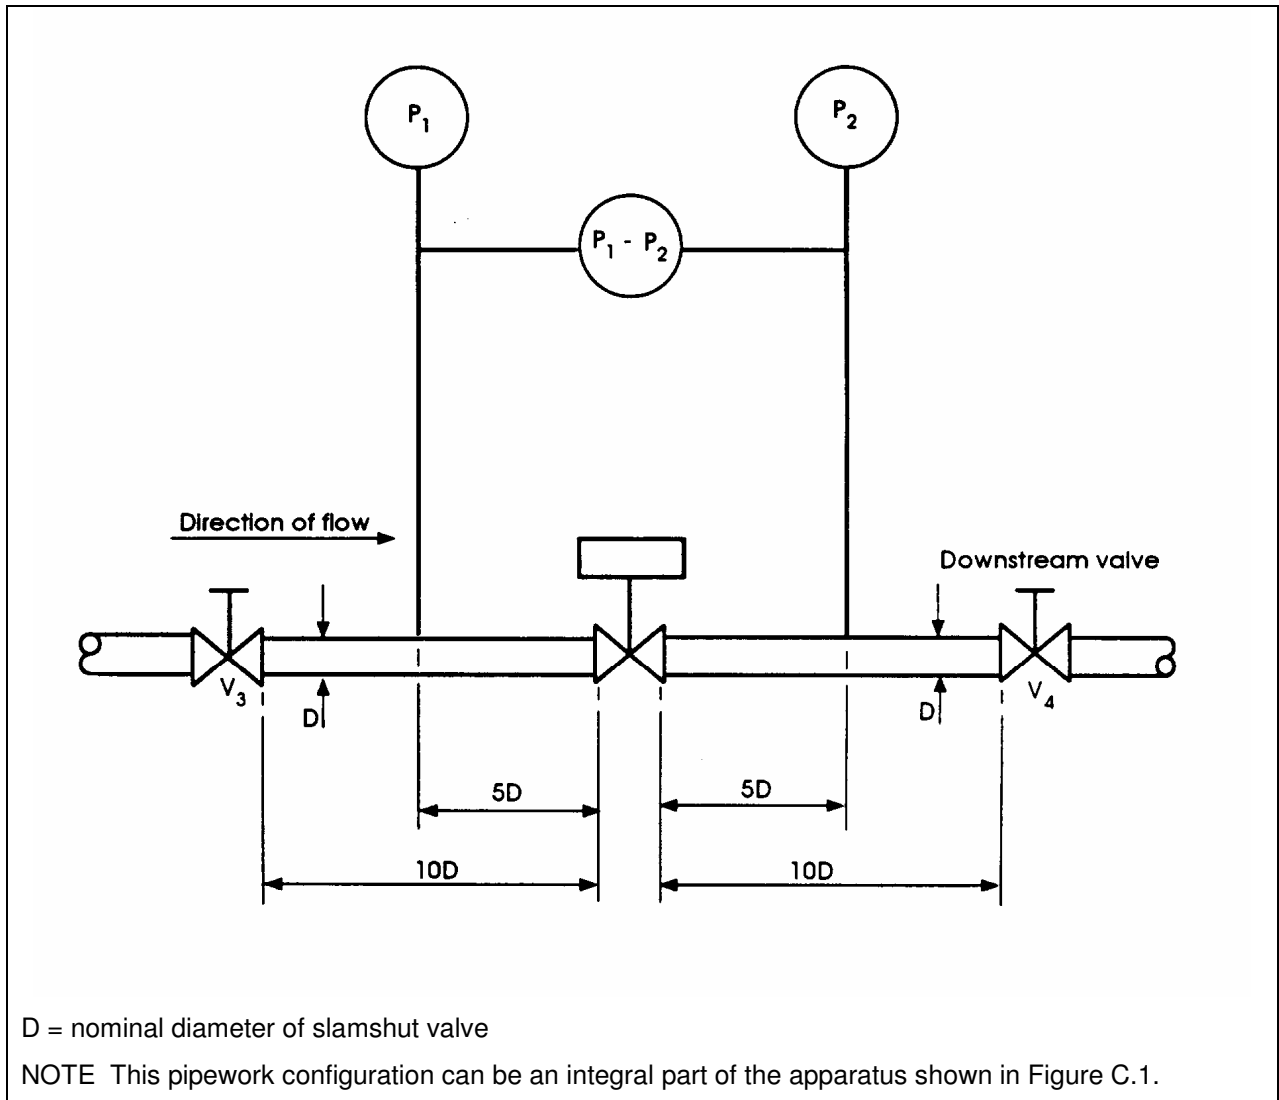 P1
P2
P1 - P2
Direction of flow
Downstream valve
V3
D
D
V4
5D
5D
10D
10D
D = nominal diameter of slamshut valve
NOTE This pipework configuration can be an integral part of the apparatus shown in Figure C.1.